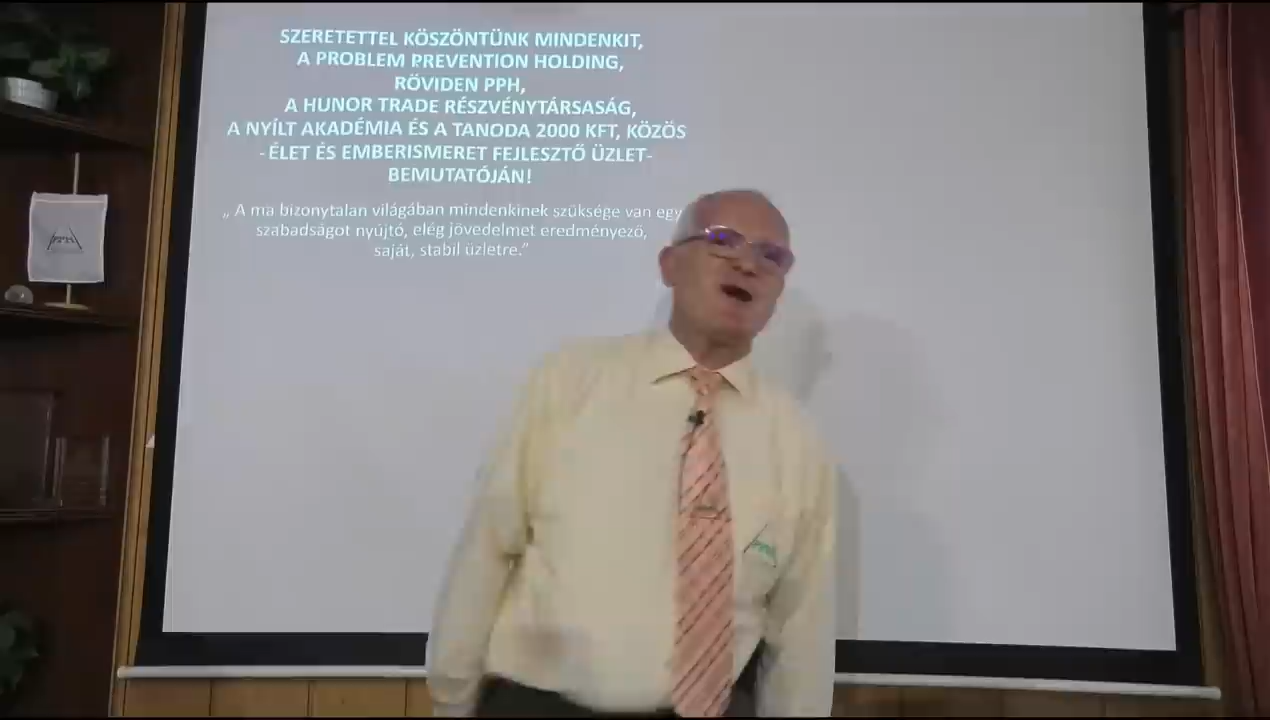 SZERETETTEL KÖSZÖNTÜNK MINDENKIT,
A PROBLEM PREVENTION HOLDING,
RÖVIDEN PPH,
A HUNOR TRADE RÉSZVÉNYTÁRSASÁG,
A NYÍLT AKADÉMIA ÉS A TANODA 2000 KFT, KÖZÖS
- ÉLET ÉS EMBERISMERET FEJLESZTŐ ÜZLET-
BEMUTATÓJÁN!
„ A ma bizonytalan világában mindenkinek szüksége van egy
szabadságot nyújtó, elég jövedelmet eredményező,
saját, stabil üzletre.”